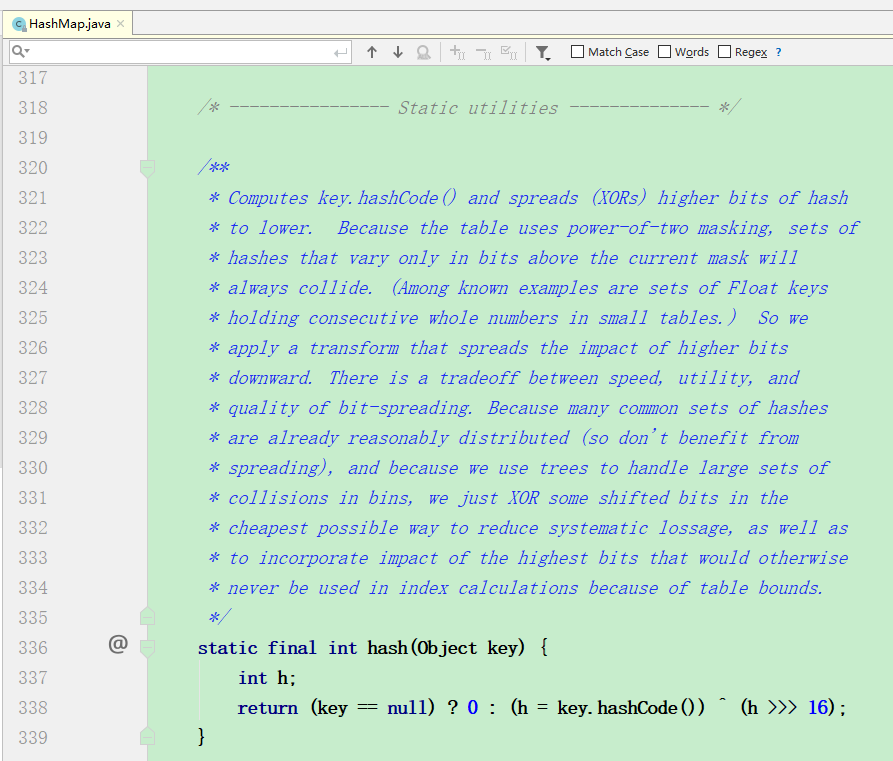 HashMap.java
Match Case Words Regex ?
317
318 /* ---------------- Static utilities -------------- */
319
320 /**
321 * Computes key.hashCode() and spreads (XORs) higher bits of hash
322 * to lower.  Because the table uses power-of-two masking, sets of
323 * hashes that vary only in bits above the current mask will
324 * always collide. (Among known examples are sets of Float keys
325 * holding consecutive whole numbers in small tables.)  So we
326 * apply a transform that spreads the impact of higher bits
327 * downward. There is a tradeoff between speed, utility, and
328 * quality of bit-spreading. Because many common sets of hashes
329 * are already reasonably distributed (so don't benefit from
330 * spreading), and because we use trees to handle large sets of
331 * collisions in bins, we just XOR some shifted bits in the
332 * cheapest possible way to reduce systematic lossage, as well as
333 * to incorporate impact of the highest bits that would otherwise
334 * never be used in index calculations because of table bounds.
335 */
336 @ static final int hash(Object key) {
337 int h;
338 return (key == null) ? 0 : (h = key.hashCode()) ^ (h >>> 16);
339 }